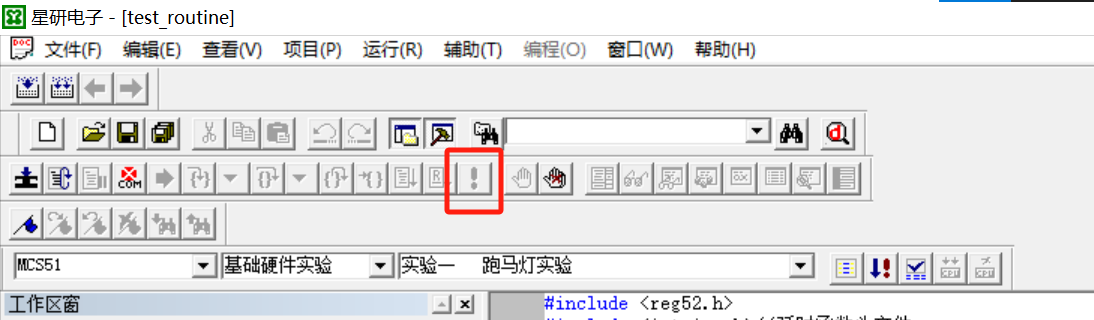 星研电子 - [test_routine]
文件(F) 编辑(E) 查看(V) 项目(P) 运行(R) 辅助(T) 编程(O) 窗口(W) 帮助(H)
MCS51 基础硬件实验 实验一 跑马灯实验
工作区窗
#include <reg52.h>